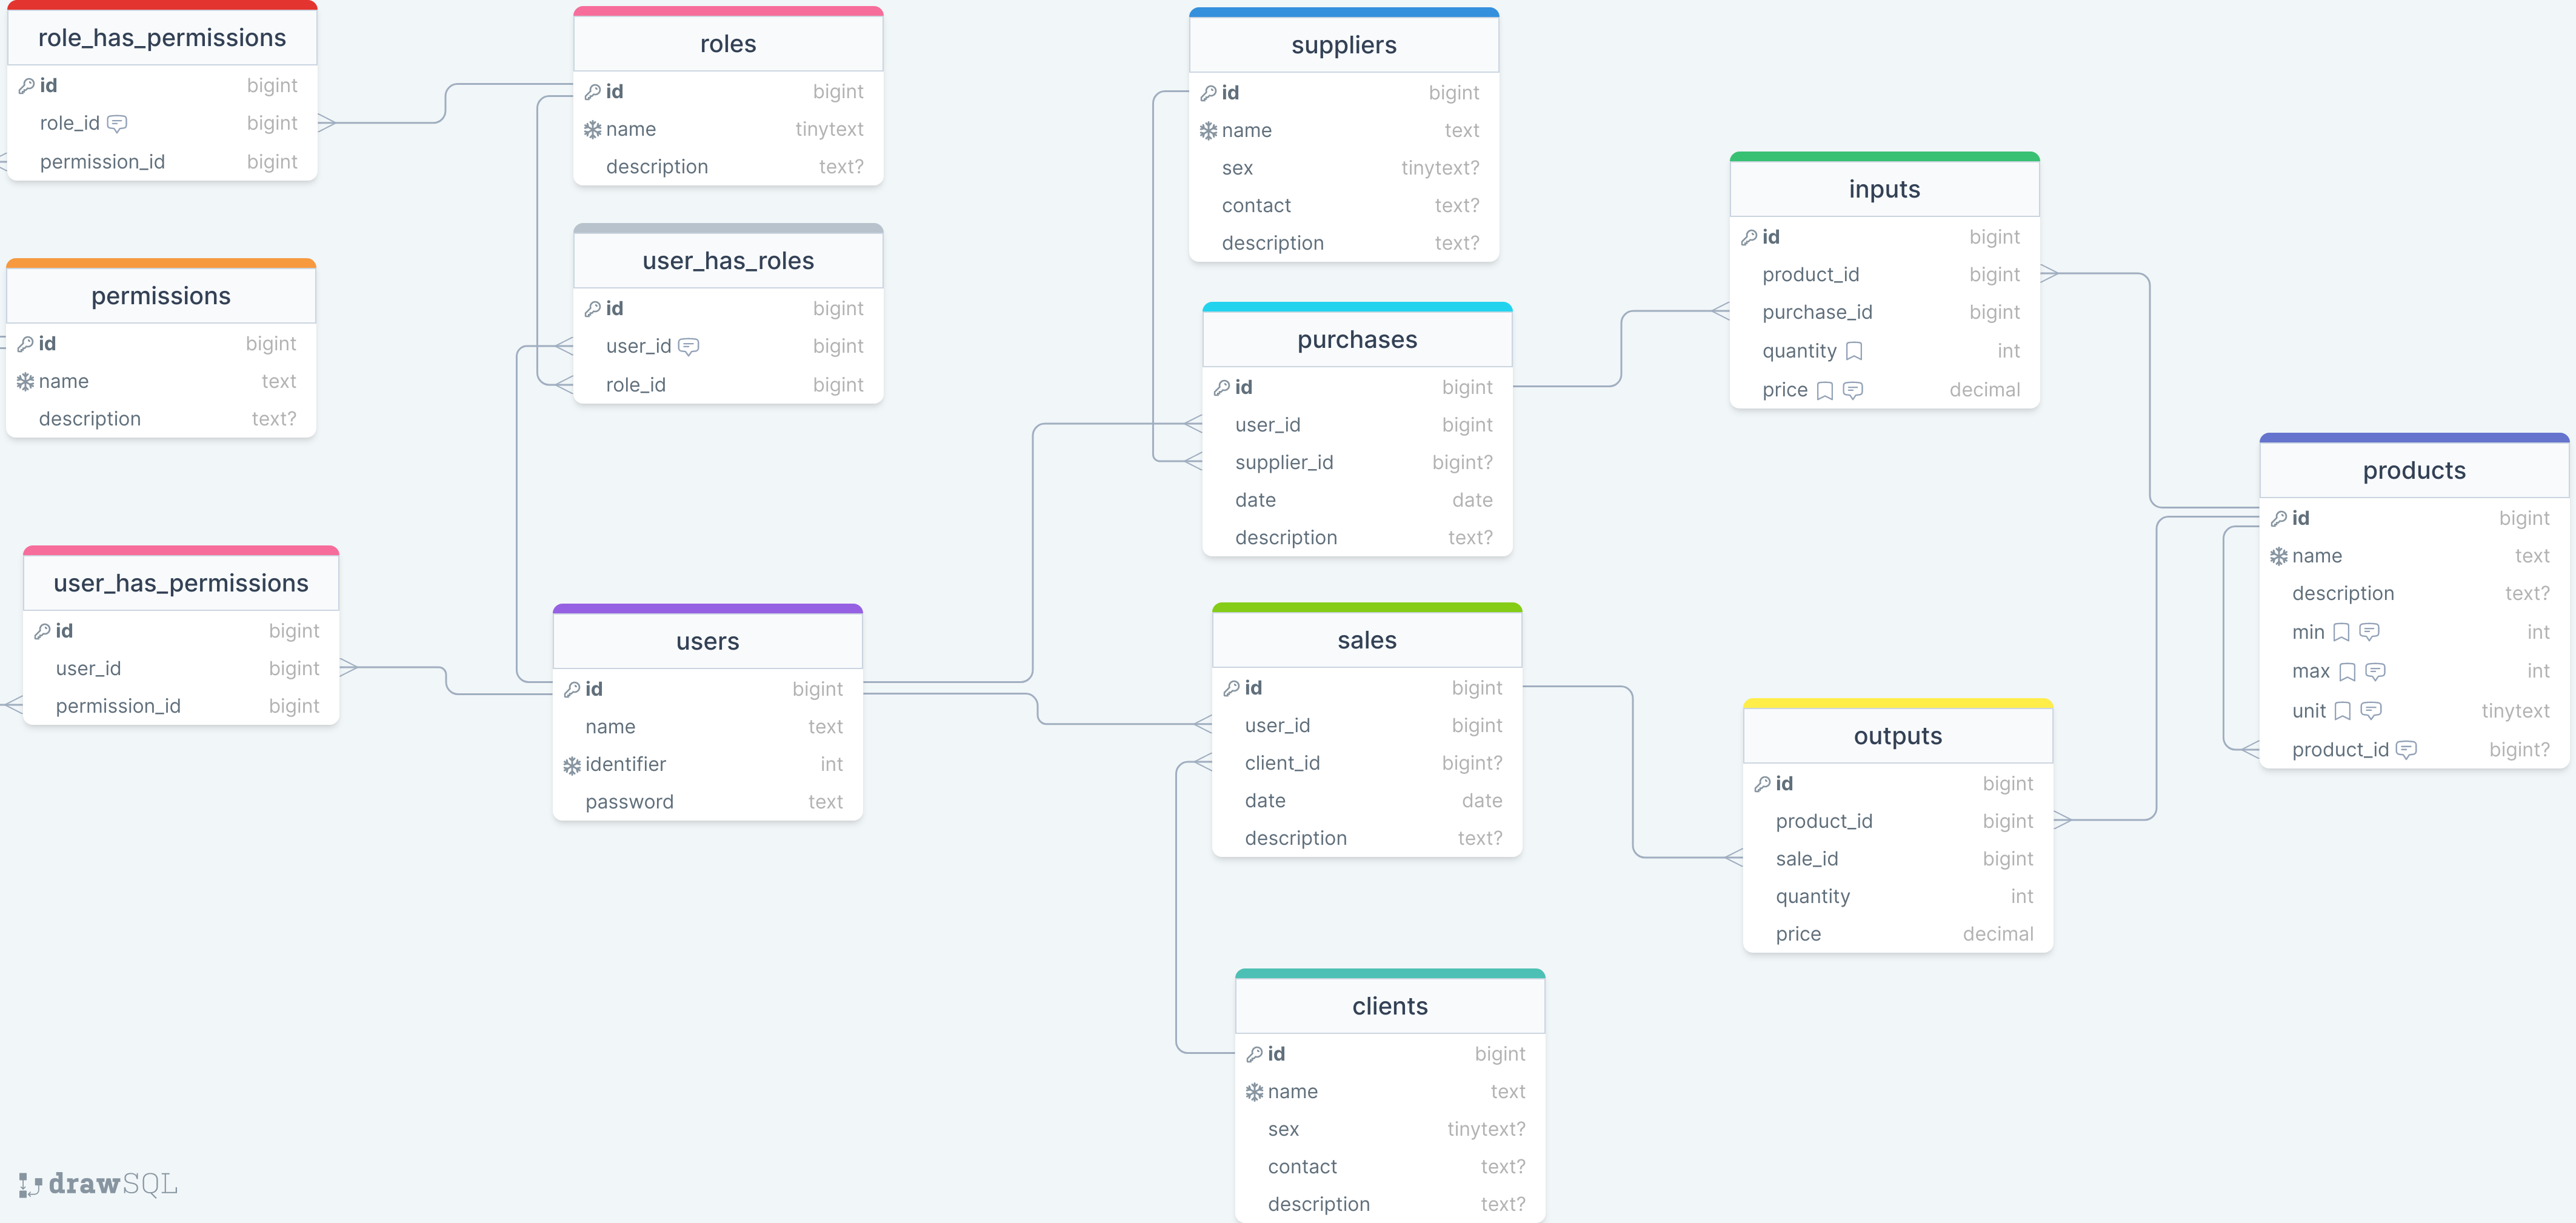 role_has_permissions
id bigint
role_id bigint
permission_id bigint
permissions
id bigint
name text
description text?
user_has_permissions
id bigint
user_id bigint
permission_id bigint
roles
id bigint
name tinytext
description text?
user_has_roles
id bigint
user_id bigint
role_id bigint
users
id bigint
name text
identifier int
password text
suppliers
id bigint
name text
sex tinytext?
contact text?
description text?
purchases
id bigint
user_id bigint
supplier_id bigint?
date date
description text?
sales
id bigint
user_id bigint
client_id bigint?
date date
description text?
clients
id bigint
name text
sex tinytext?
contact text?
description text?
inputs
id bigint
product_id bigint
purchase_id bigint
quantity int
price decimal
outputs
id bigint
product_id bigint
sale_id bigint
quantity int
price decimal
products
id bigint
name text
description text?
min int
max int
unit tinytext
product_id bigint?
drawSQL